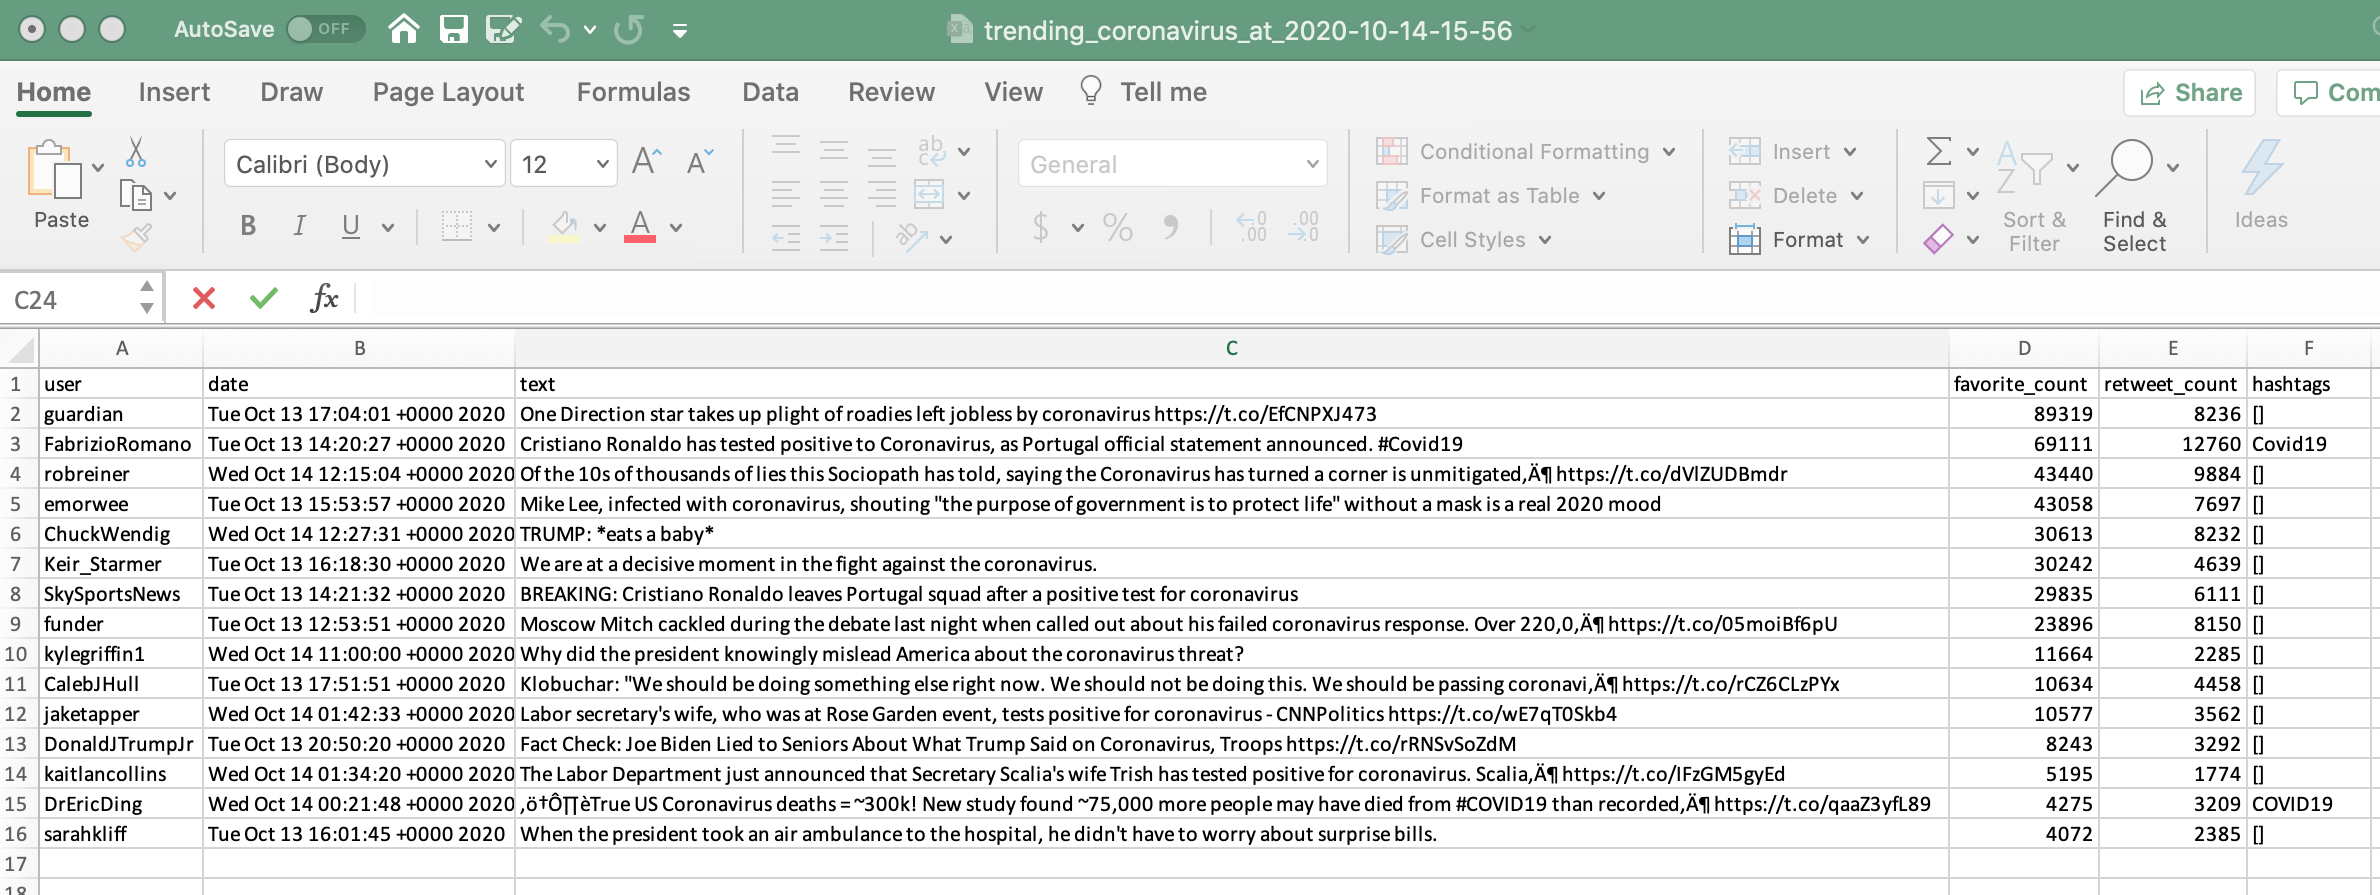 AutoSave OFF trending_coronavirus_at_2020-10-14-15-56
Home Insert Draw Page Layout Formulas Data Review View Tell me Share Com
Paste
Calibri (Body) 12 A A
B I U A
ab
c
General
$ % 9 .0 .00 .00 .0
Conditional Formatting
Format as Table
Cell Styles
Insert
Delete
Format
A Z
Sort & Filter
Find & Select
Ideas
C24 fx
A B C D E F
1 user date text favorite_count retweet_count hashtags
2 guardian Tue Oct 13 17:04:01 +0000 2020 One Direction star takes up plight of roadies left jobless by coronavirus https://t.co/EfCNPXJ473 89319 8236 []
3 FabrizioRomano Tue Oct 13 14:20:27 +0000 2020 Cristiano Ronaldo has tested positive to Coronavirus, as Portugal official statement announced. #Covid19 69111 12760 Covid19
4 robreiner Wed Oct 14 12:15:04 +0000 2020 Of the 10s of thousands of lies this Sociopath has told, saying the Coronavirus has turned a corner is unmitigated‚Ä¶ https://t.co/dVlZUDBmdr 43440 9884 []
5 emorwee Tue Oct 13 15:53:57 +0000 2020 Mike Lee, infected with coronavirus, shouting "the purpose of government is to protect life" without a mask is a real 2020 mood 43058 7697 []
6 ChuckWendig Wed Oct 14 12:27:31 +0000 2020 TRUMP: *eats a baby* 30613 8232 []
7 Keir_Starmer Tue Oct 13 16:18:30 +0000 2020 We are at a decisive moment in the fight against the coronavirus. 30242 4639 []
8 SkySportsNews Tue Oct 13 14:21:32 +0000 2020 BREAKING: Cristiano Ronaldo leaves Portugal squad after a positive test for coronavirus 29835 6111 []
9 funder Tue Oct 13 12:53:51 +0000 2020 Moscow Mitch cackled during the debate last night when called out about his failed coronavirus response. Over 220,0‚Ä¶ https://t.co/05moiBf6pU 23896 8150 []
10 kylegriffin1 Wed Oct 14 11:00:00 +0000 2020 Why did the president knowingly mislead America about the coronavirus threat? 11664 2285 []
11 CalebJHull Tue Oct 13 17:51:51 +0000 2020 Klobuchar: "We should be doing something else right now. We should not be doing this. We should be passing coronavi‚Ä¶ https://t.co/rCZ6CLzPYx 10634 4458 []
12 jaketapper Wed Oct 14 01:42:33 +0000 2020 Labor secretary's wife, who was at Rose Garden event, tests positive for coronavirus - CNNPolitics https://t.co/wE7qT0Skb4 10577 3562 []
13 DonaldJTrumpJr Tue Oct 13 20:50:20 +0000 2020 Fact Check: Joe Biden Lied to Seniors About What Trump Said on Coronavirus, Troops https://t.co/rRNSvSoZdM 8243 3292 []
14 kaitlancollins Wed Oct 14 01:34:20 +0000 2020 The Labor Department just announced that Secretary Scalia's wife Trish has tested positive for coronavirus. Scalia‚Ä¶ https://t.co/IFzGM5gyEd 5195 1774 []
15 DrEricDing Wed Oct 14 00:21:48 +0000 2020 ‚ö†Ô∏èTrue US Coronavirus deaths = ~300k! New study found ~75,000 more people may have died from #COVID19 than recorded‚Ä¶ https://t.co/qaaZ3yfL89 4275 3209 COVID19
16 sarahkliff Tue Oct 13 16:01:45 +0000 2020 When the president took an air ambulance to the hospital, he didn't have to worry about surprise bills. 4072 2385 []
17
18